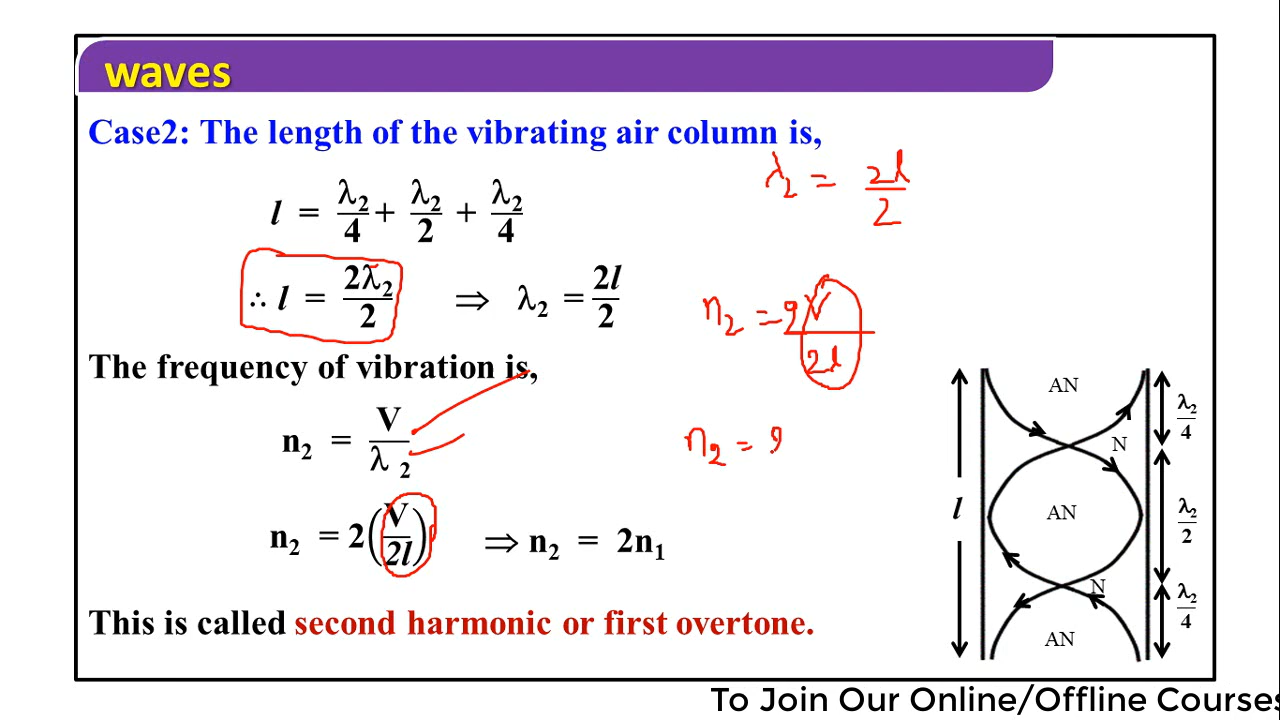 waves
Case2: The length of the vibrating air column is,
l = λ₂/4 + λ₂/2 + λ₂/4
λ₂ = 2l/2
∴ l = 2λ₂/2 ⇒ λ₂ = 2l/2
n₂ = 2V/2l
The frequency of vibration is,
n₂ = V/λ₂
n₂ = 2
n₂ = 2(V/2l) ⇒ n₂ = 2n₁
This is called second harmonic or first overtone.
AN
λ₂/4
N
l
AN
λ₂/2
N
λ₂/4
AN
To Join Our Online/Offline Courses